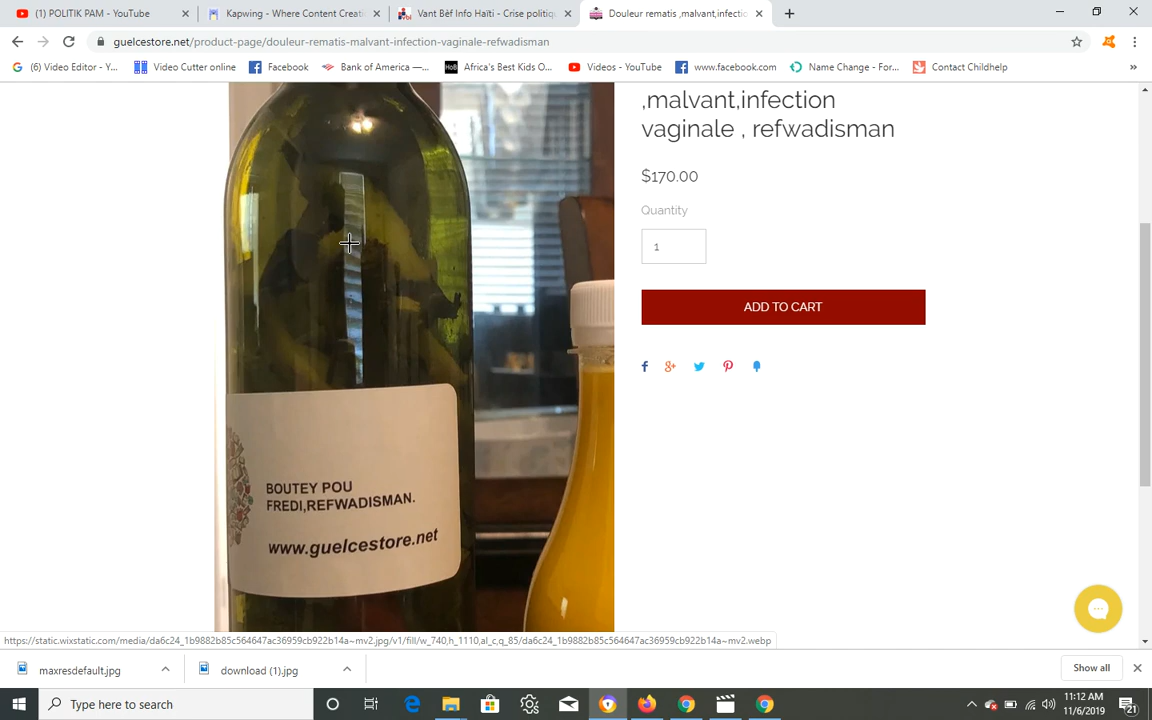 (1) POLITIK PAM - YouTube
Kapwing - Where Content Creati
Vant Bèf Info Haïti - Crise politiqu
Douleur rematis ,malvant,infectio
guelcestore.net/product-page/douleur-rematis-malvant-infection-vaginale-refwadisman
(6) Video Editor - Y...
Video Cutter online
Facebook
Bank of America —...
HoB
Africa's Best Kids O...
Videos - YouTube
www.facebook.com
Name Change - For...
Contact Childhelp
»
,malvant,infection
vaginale , refwadisman
$170.00
Quantity
1
ADD TO CART
BOUTEY POU
FREDI,REFWADISMAN.
www.guelcestore.net
https://static.wixstatic.com/media/da6c24_1b9882b85c564647ac36959cb922b14a~mv2.jpg/v1/fill/w_740,h_1110,al_c,q_85/da6c24_1b9882b85c564647ac36959cb922b14a~mv2.webp
maxresdefault.jpg
download (1).jpg
Show all
Type here to search
11:12 AM
11/6/2019
21